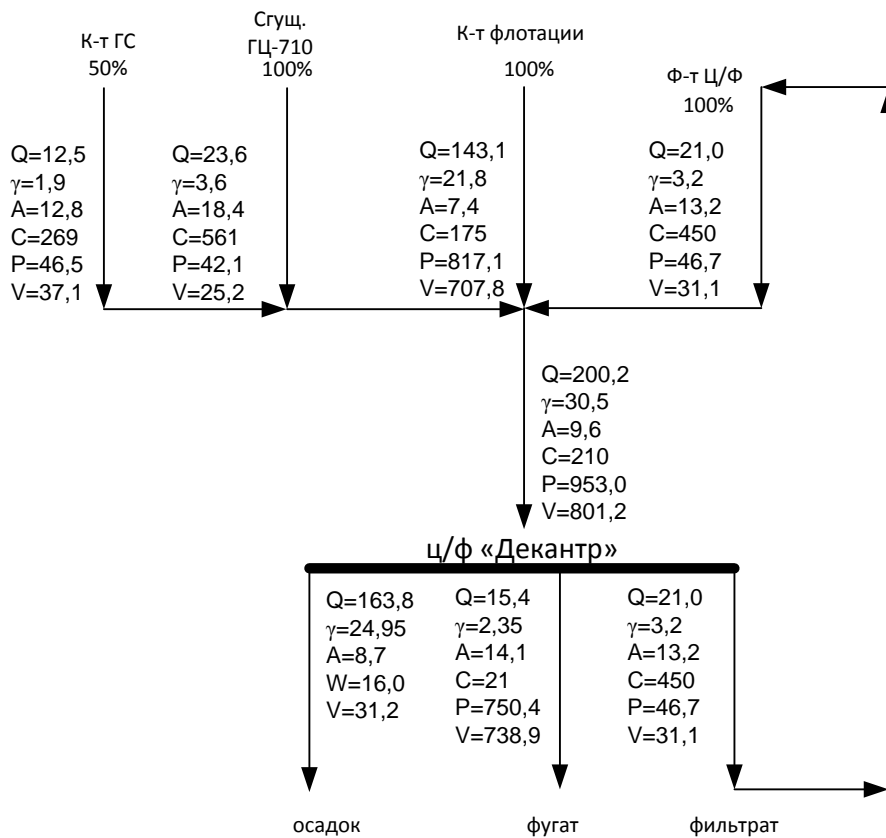 К-т ГС
50%
Сгущ.
ГЦ-710
100%
К-т флотации
100%
Ф-т Ц/Ф
100%
Q=12,5
γ=1,9
A=12,8
C=269
P=46,5
V=37,1
Q=23,6
γ=3,6
A=18,4
C=561
P=42,1
V=25,2
Q=143,1
γ=21,8
A=7,4
C=175
P=817,1
V=707,8
Q=21,0
γ=3,2
A=13,2
C=450
P=46,7
V=31,1
Q=200,2
γ=30,5
A=9,6
C=210
P=953,0
V=801,2
ц/ф «Декантр»
Q=163,8
γ=24,95
A=8,7
W=16,0
V=31,2
Q=15,4
γ=2,35
A=14,1
C=21
P=750,4
V=738,9
Q=21,0
γ=3,2
A=13,2
C=450
P=46,7
V=31,1
осадок
фугат
фильтрат